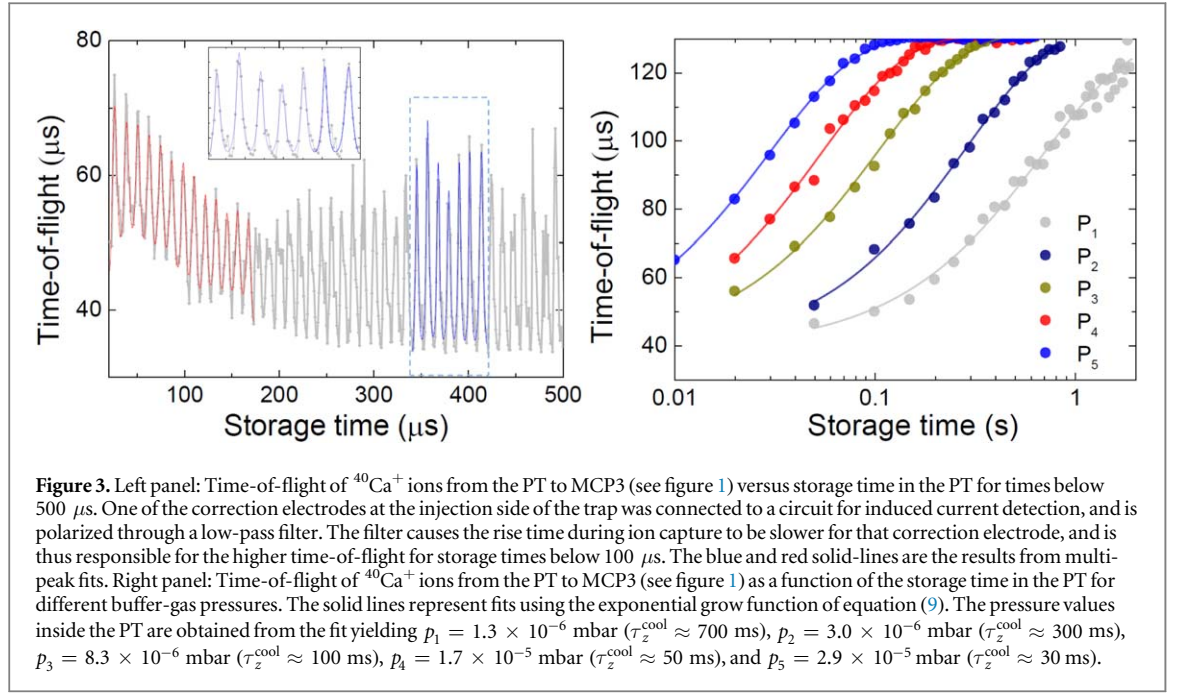 80
60
40
Time-of-flight (μs)
100
200
300
400
500
Storage time (μs)
120
100
80
60
40
Time-of-flight (μs)
P₁
P₂
P₃
P₄
P₅
0.01
0.1
1
Storage time (s)
Figure 3. Left panel: Time-of-flight of ⁴⁰Ca⁺ ions from the PT to MCP3 (see figure 1) versus storage time in the PT for times below
500 μs. One of the correction electrodes at the injection side of the trap was connected to a circuit for induced current detection, and is
polarized through a low-pass filter. The filter causes the rise time during ion capture to be slower for that correction electrode, and is
thus responsible for the higher time-of-flight for storage times below 100 μs. The blue and red solid-lines are the results from multi-
peak fits. Right panel: Time-of-flight of ⁴⁰Ca⁺ ions from the PT to MCP3 (see figure 1) as a function of the storage time in the PT for
different buffer-gas pressures. The solid lines represent fits using the exponential grow function of equation (9). The pressure values
inside the PT are obtained from the fit yielding p₁ = 1.3 × 10⁻⁶ mbar (τ_z^cool ≈ 700 ms), p₂ = 3.0 × 10⁻⁶ mbar (τ_z^cool ≈ 300 ms),
p₃ = 8.3 × 10⁻⁶ mbar (τ_z^cool ≈ 100 ms), p₄ = 1.7 × 10⁻⁵ mbar (τ_z^cool ≈ 50 ms), and p₅ = 2.9 × 10⁻⁵ mbar (τ_z^cool ≈ 30 ms).